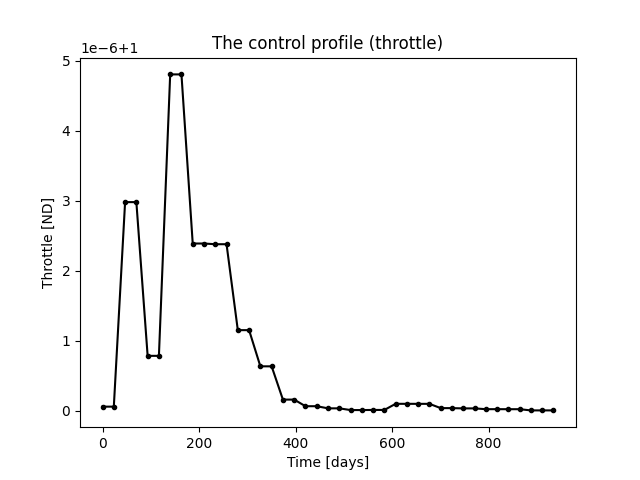 The control profile (throttle)
1e−6+1
5
4
3
2
1
0
Throttle [ND]
0 200 400 600 800
Time [days]